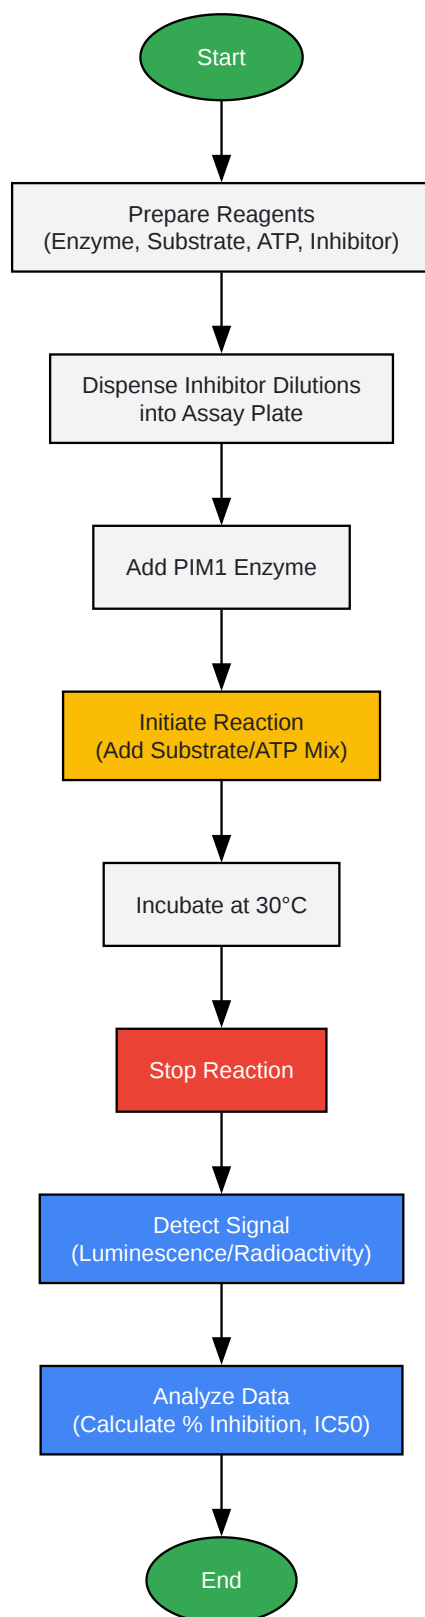 Start
Prepare Reagents
(Enzyme, Substrate, ATP, Inhibitor)
Dispense Inhibitor Dilutions
into Assay Plate
Add PIM1 Enzyme
Initiate Reaction
(Add Substrate/ATP Mix)
Incubate at 30°C
Stop Reaction
Detect Signal
(Luminescence/Radioactivity)
Analyze Data
(Calculate % Inhibition, IC50)
End